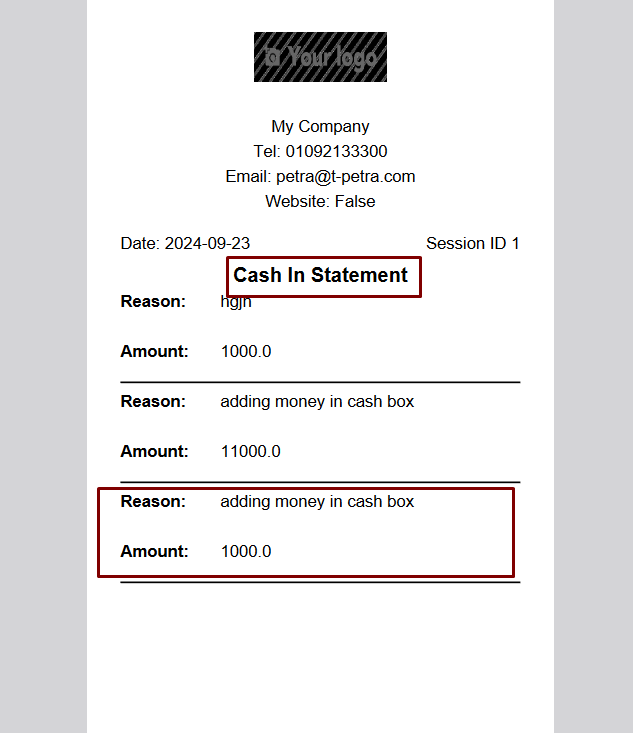 Your logo
My Company
Tel: 01092133300
Email: petra@t-petra.com
Website: False
Date: 2024-09-23 Session ID 1
Cash In Statement
Reason: hgjh
Amount: 1000.0
Reason: adding money in cash box
Amount: 11000.0
Reason: adding money in cash box
Amount: 1000.0